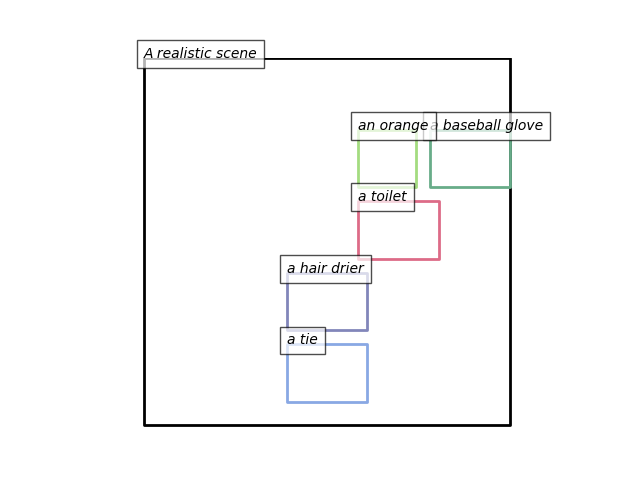 A realistic scene
an orange
a baseball glove
a toilet
a hair drier
a tie